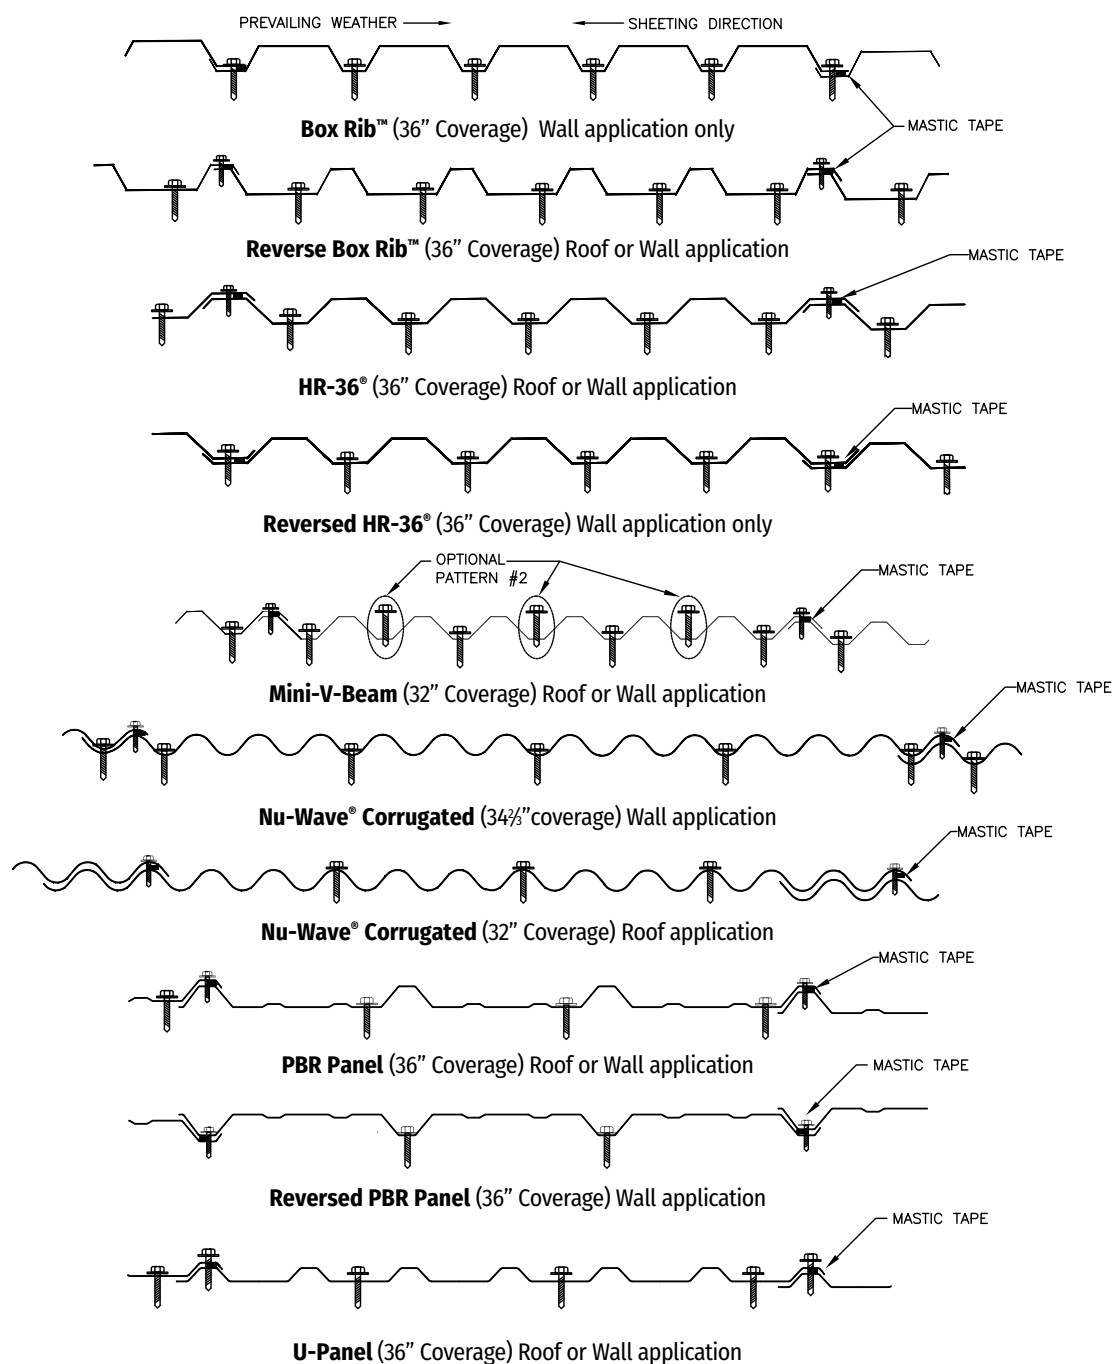 PREVAILING WEATHER
SHEETING DIRECTION
MASTIC TAPE
Box Rib™ (36” Coverage) Wall application only
Reverse Box Rib™ (36” Coverage) Roof or Wall application
MASTIC TAPE
HR-36® (36” Coverage) Roof or Wall application
MASTIC TAPE
Reversed HR-36® (36” Coverage) Wall application only
OPTIONAL
PATTERN #2
MASTIC TAPE
Mini-V-Beam (32” Coverage) Roof or Wall application
MASTIC TAPE
Nu-Wave® Corrugated (34⅔”coverage) Wall application
MASTIC TAPE
Nu-Wave® Corrugated (32” Coverage) Roof application
MASTIC TAPE
PBR Panel (36” Coverage) Roof or Wall application
MASTIC TAPE
Reversed PBR Panel (36” Coverage) Wall application
MASTIC TAPE
U-Panel (36” Coverage) Roof or Wall application